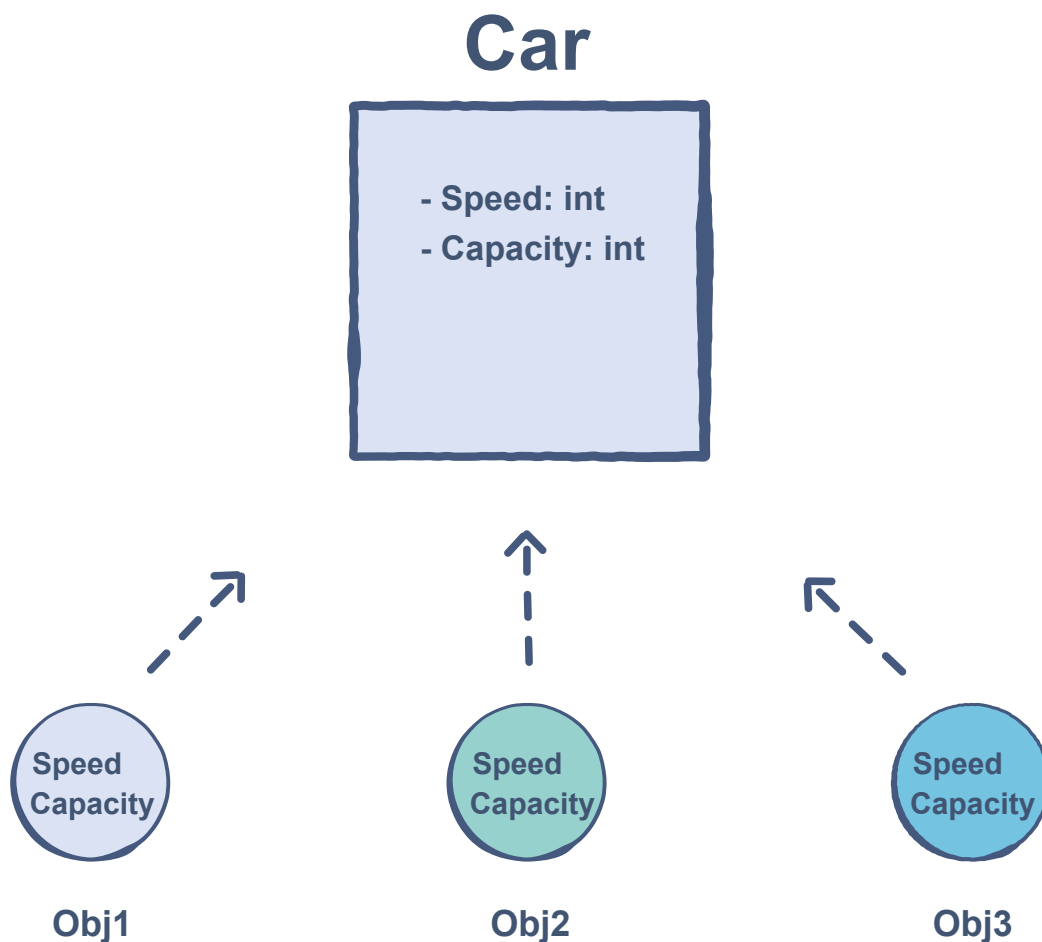 Car
- Speed: int
- Capacity: int
Speed
Capacity
Speed
Capacity
Speed
Capacity
Obj1
Obj2
Obj3